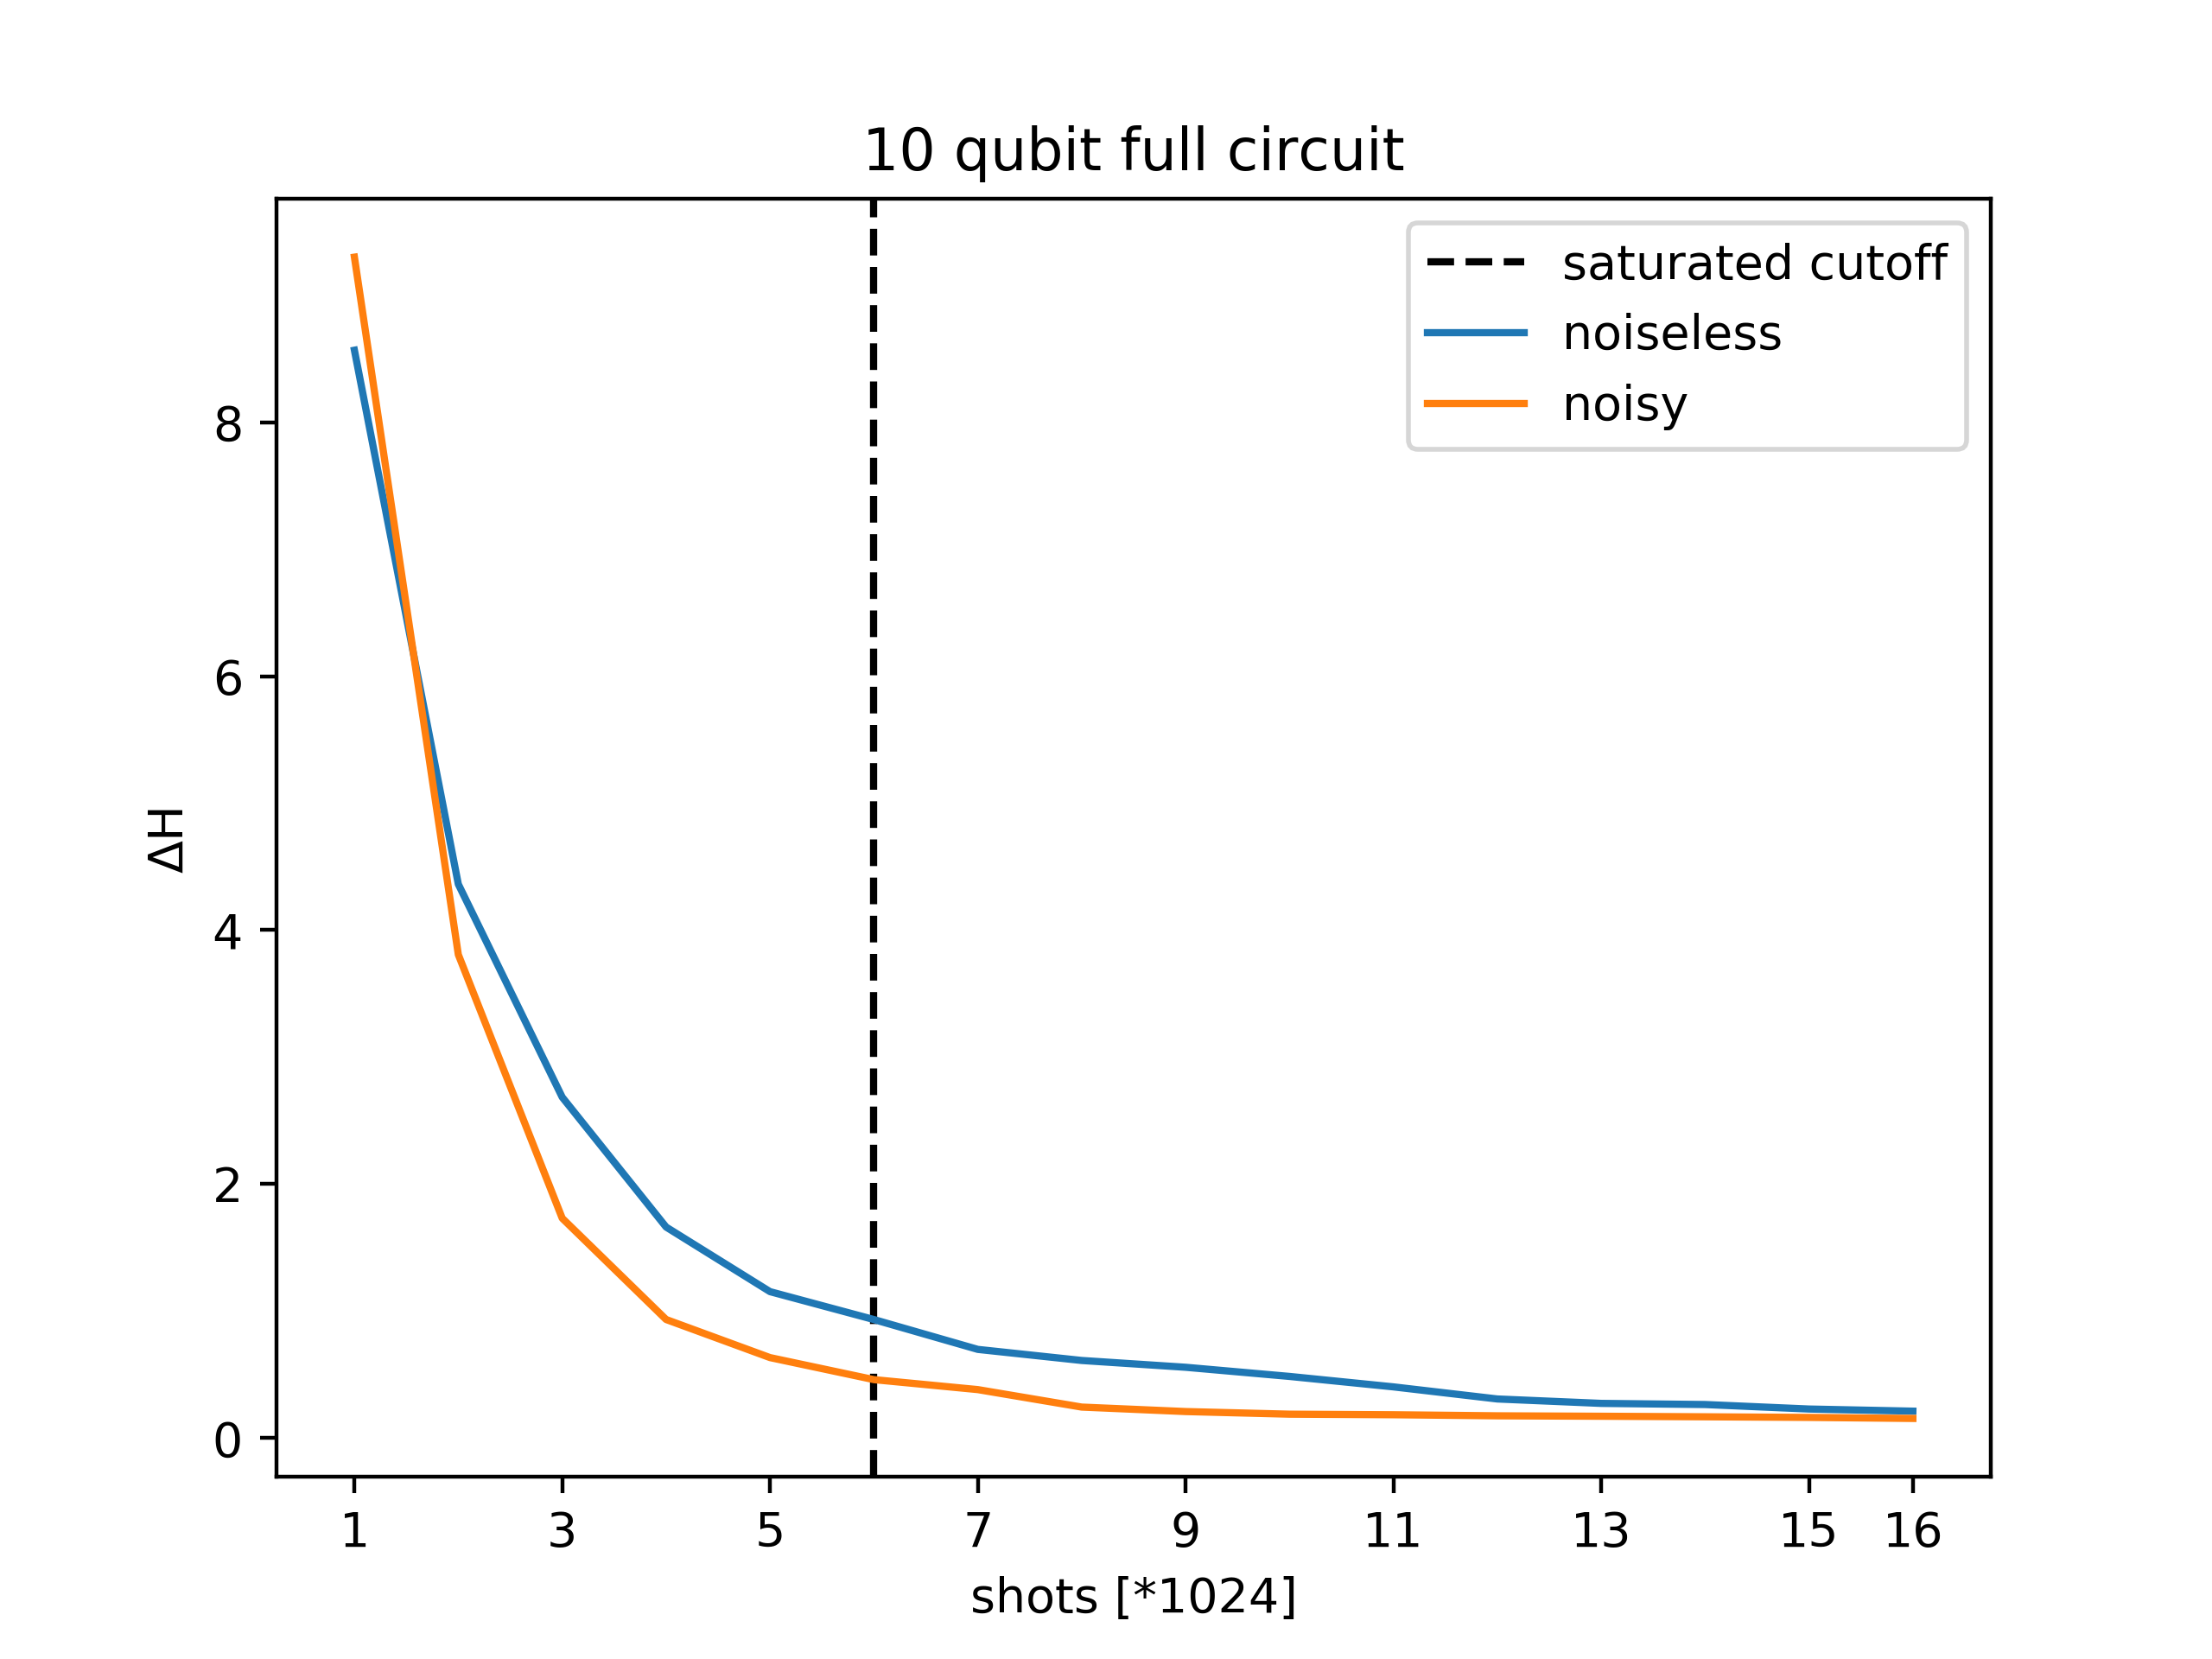 10 qubit full circuit
saturated cutoff
noiseless
noisy
8
6
4
2
0
ΔH
1 3 5 7 9 11 13 15 16
shots [*1024]